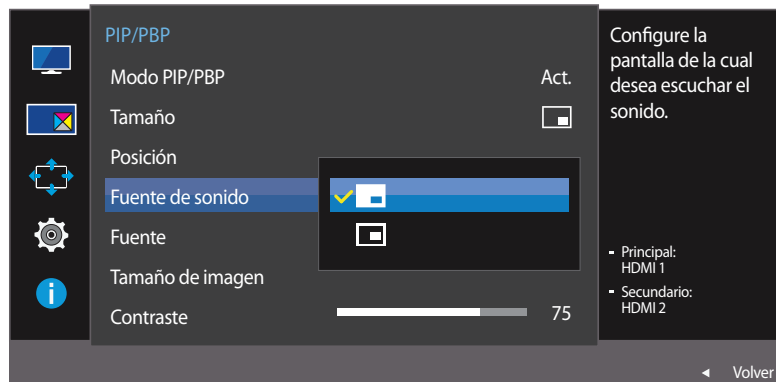 PIP/PBP
Modo PIP/PBP Act.
Tamaño
Posición
Fuente de sonido
Fuente
Tamaño de imagen
Contraste 75
Configure la
pantalla de la cual
desea escuchar el
sonido.
- Principal:
HDMI 1
- Secundario:
HDMI 2
Volver